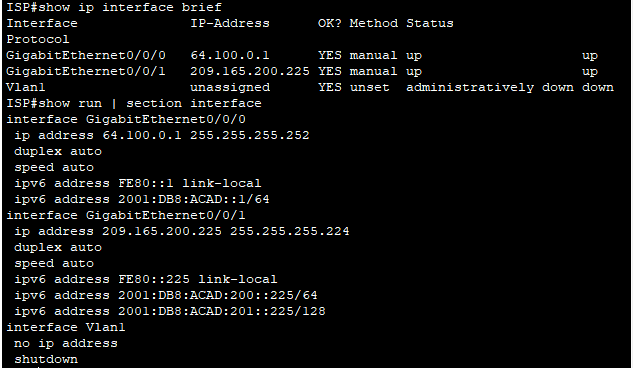 ISP#show ip interface brief
Interface              IP-Address      OK? Method Status
Protocol
GigabitEthernet0/0/0   64.100.0.1      YES manual up                    up
GigabitEthernet0/0/1   209.165.200.225 YES manual up                    up
Vlan1                  unassigned      YES unset  administratively down down
ISP#show run | section interface
interface GigabitEthernet0/0/0
 ip address 64.100.0.1 255.255.255.252
 duplex auto
 speed auto
 ipv6 address FE80::1 link-local
 ipv6 address 2001:DB8:ACAD::1/64
interface GigabitEthernet0/0/1
 ip address 209.165.200.225 255.255.255.224
 duplex auto
 speed auto
 ipv6 address FE80::225 link-local
 ipv6 address 2001:DB8:ACAD:200::225/64
 ipv6 address 2001:DB8:ACAD:201::225/128
interface Vlan1
 no ip address
 shutdown